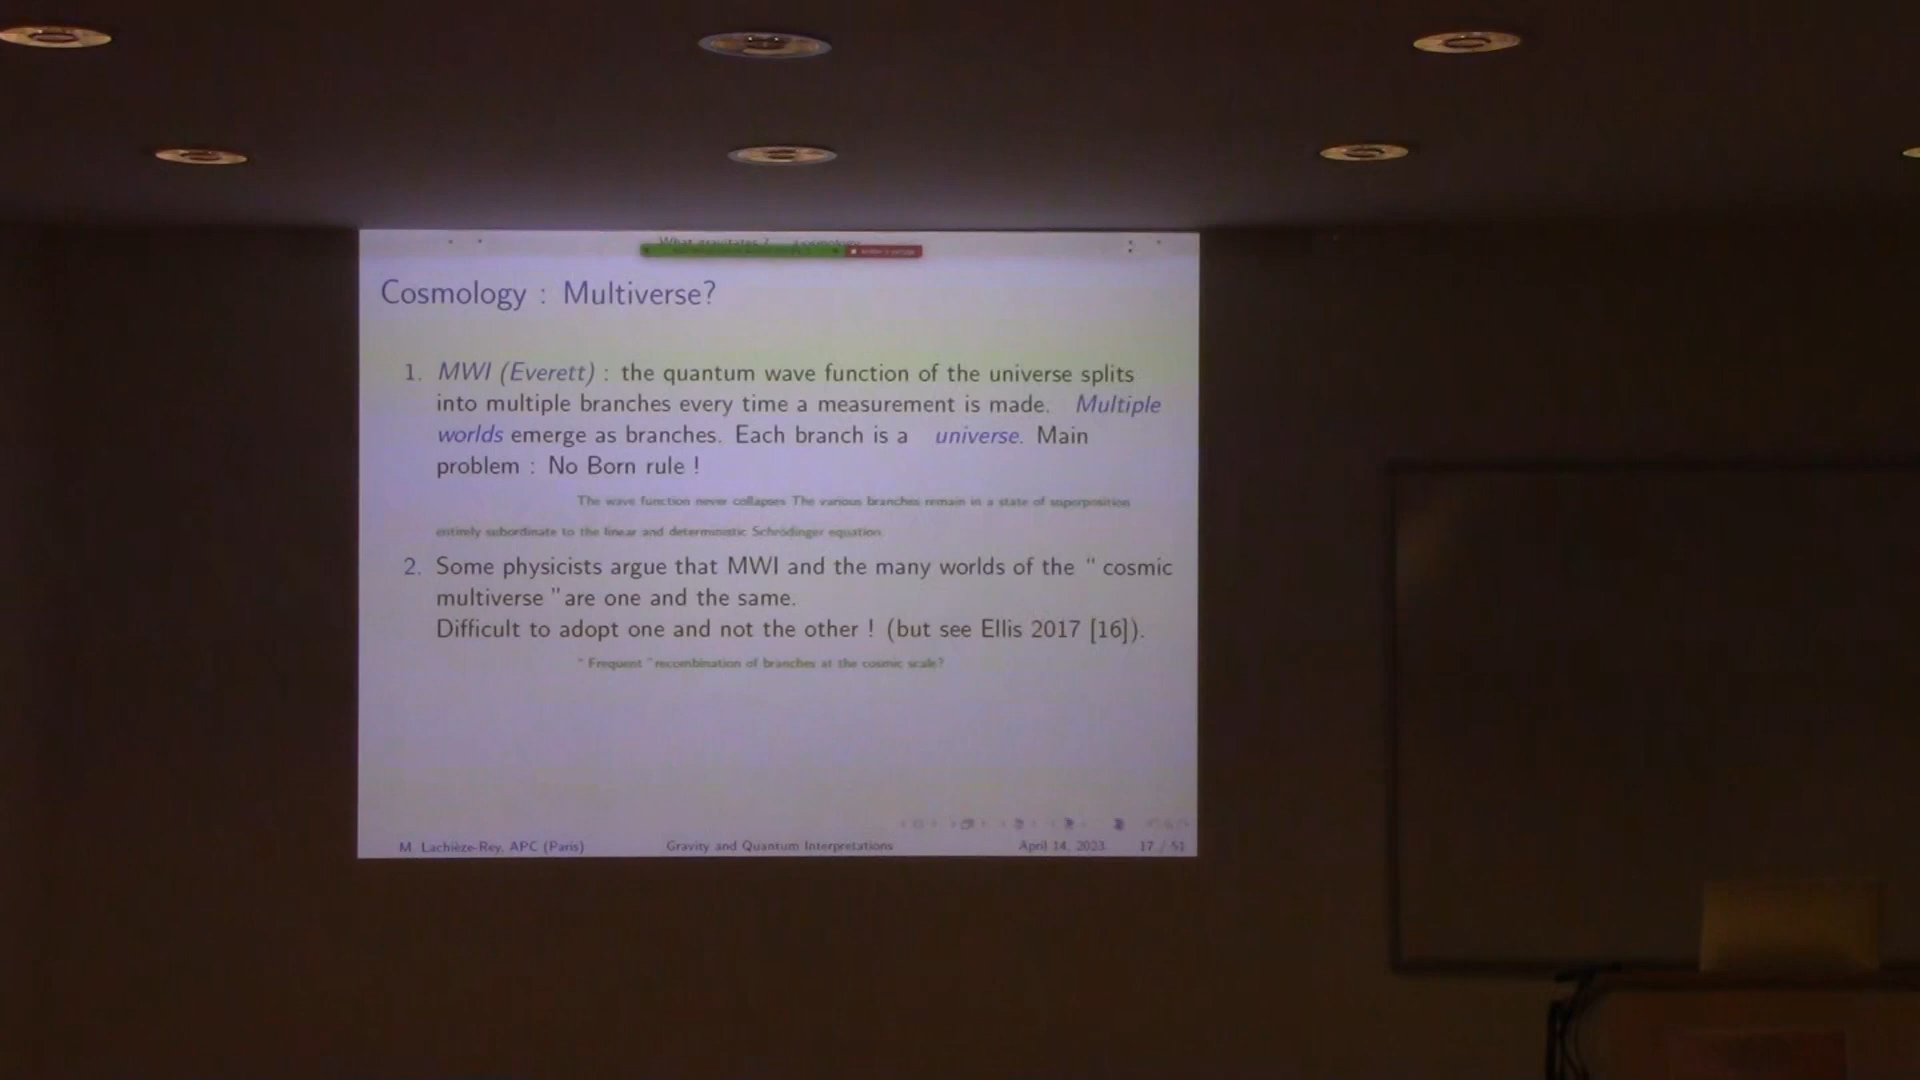 What gravitates ? Cosmology
Cosmology : Multiverse?
1. MWI (Everett) : the quantum wave function of the universe splits
into multiple branches every time a measurement is made. Multiple
worlds emerge as branches. Each branch is a universe. Main
problem : No Born rule !
The wave function never collapses The various branches remain in a state of superposition
entirely subordinate to the linear and deterministic Schrödinger equation
2. Some physicists argue that MWI and the many worlds of the " cosmic
multiverse " are one and the same.
Difficult to adopt one and not the other ! (but see Ellis 2017 [16]).
" Frequent " recombination of branches at the cosmic scale?
M. Lachièze-Rey, APC (Paris) Gravity and Quantum Interpretations April 14, 2023 17 / 51